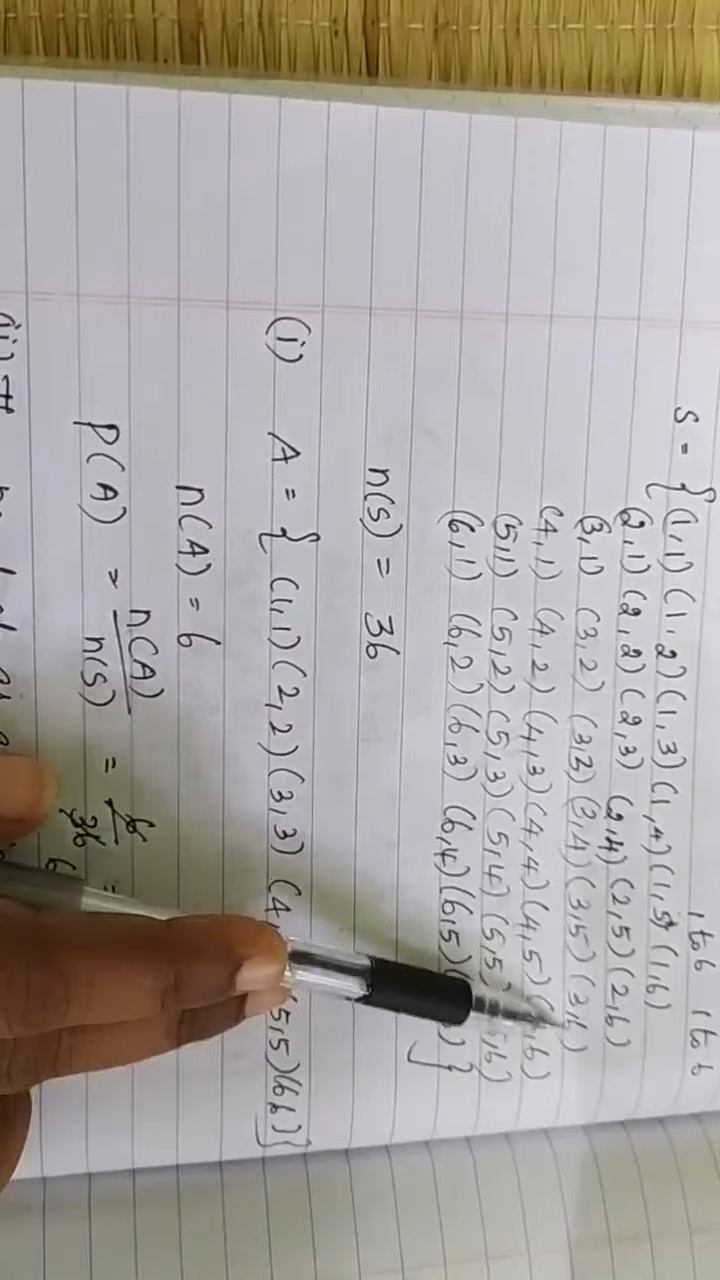 1 to 6 1 to 6
S = {(1,1) (1,2) (1,3) (1,4) (1,5) (1,6)
(2,1) (2,2) (2,3) (2,4) (2,5) (2,6)
(3,1) (3,2) (3,3) (3,4) (3,5) (3,6)
(4,1) (4,2) (4,3) (4,4) (4,5) ( ,6)
(5,1) (5,2) (5,3) (5,4) (5,5) ,6)
(6,1) (6,2) (6,3) (6,4) (6,5) ( )}
n(S) = 36
(i) A = {(1,1) (2,2) (3,3) (4, 5,5) (6,6)}
n(A) = 6
P(A) = n(A)/n(S) = 6/36 =
6
(ii)